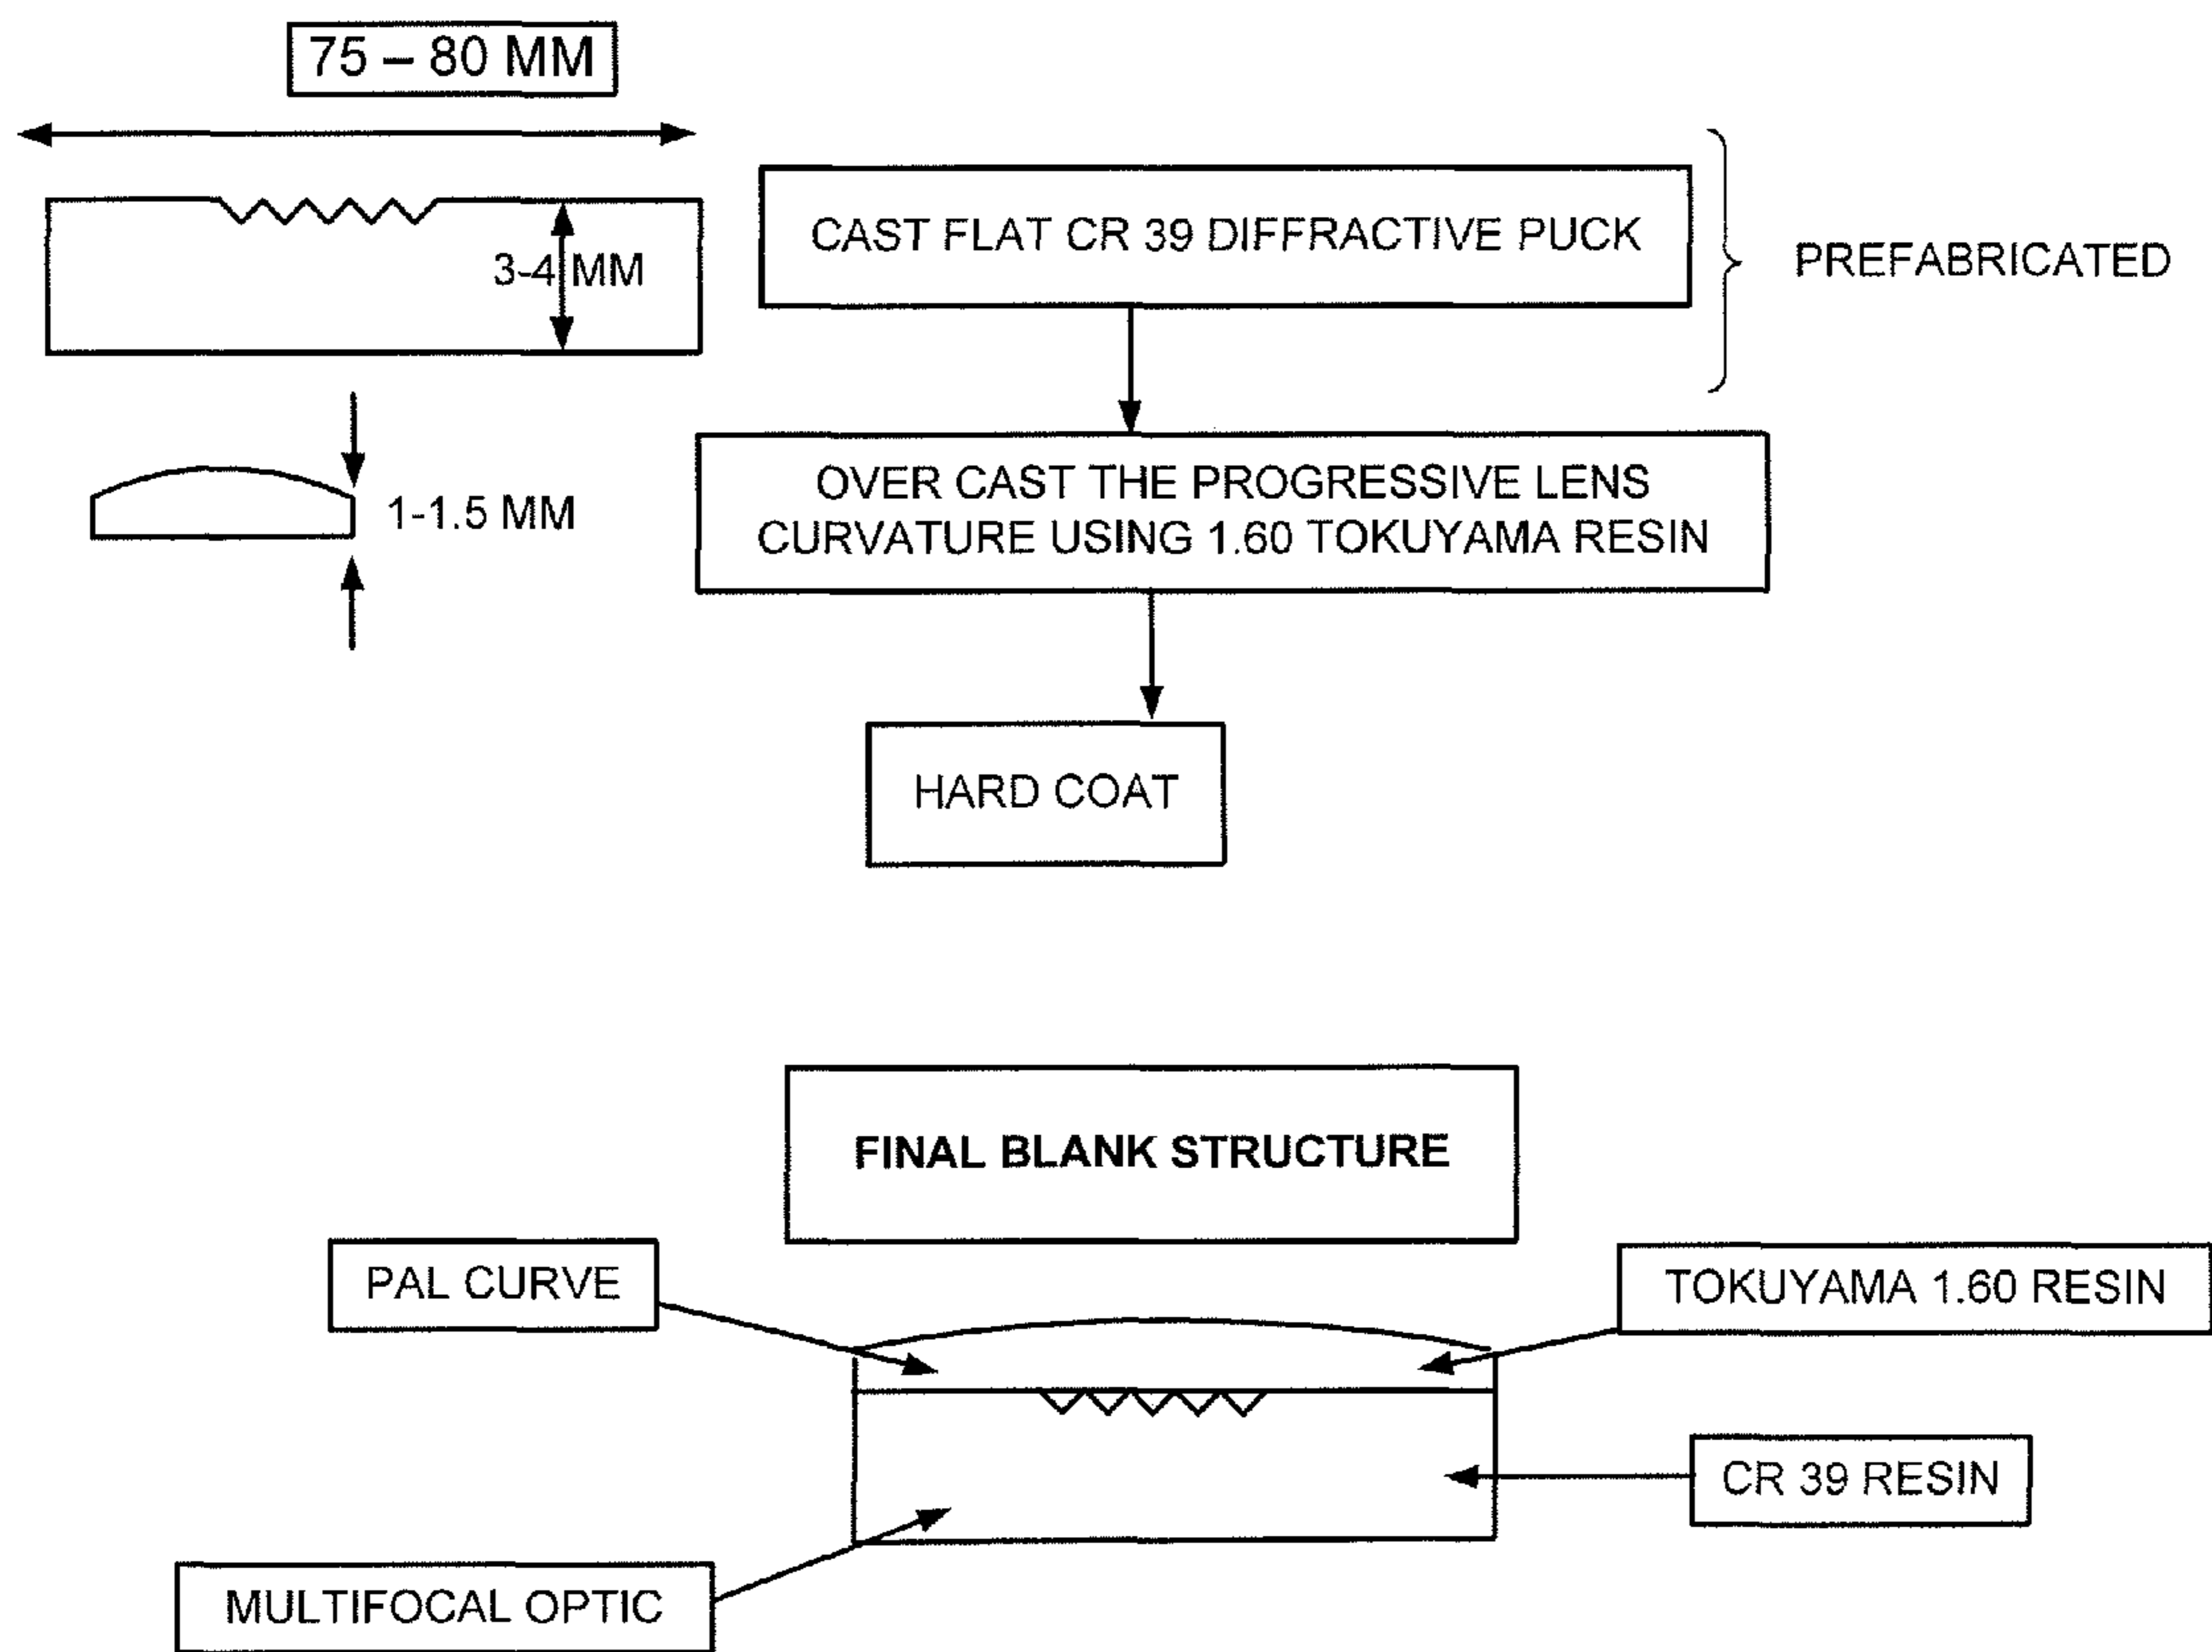 75 – 80 MM
3-4 MM
CAST FLAT CR 39 DIFFRACTIVE PUCK
PREFABRICATED
1-1.5 MM
OVER CAST THE PROGRESSIVE LENS
CURVATURE USING 1.60 TOKUYAMA RESIN
HARD COAT
FINAL BLANK STRUCTURE
PAL CURVE
TOKUYAMA 1.60 RESIN
CR 39 RESIN
MULTIFOCAL OPTIC